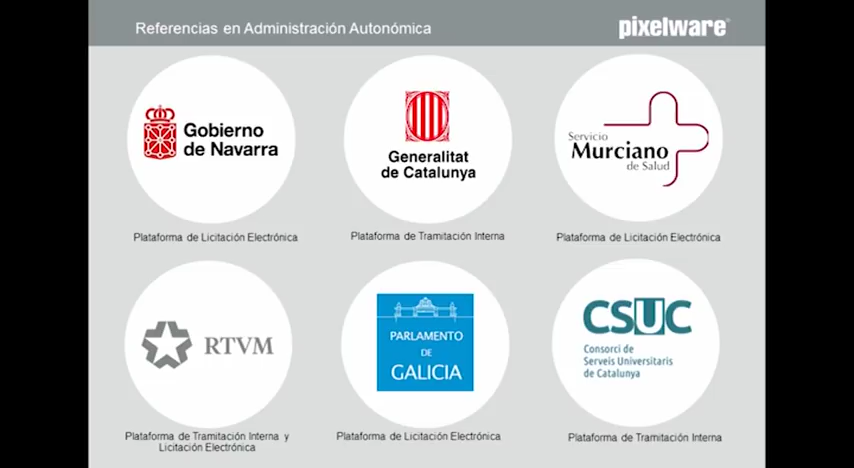 Referencias en Administración Autonómica
pixelware®
Gobierno
de Navarra
Generalitat
de Catalunya
Servicio
Murciano
de Salud
Plataforma de Licitación Electrónica
Plataforma de Tramitación Interna
Plataforma de Licitación Electrónica
RTVM
PARLAMENTO
DE
GALICIA
CSUC
Consorci de
Serveis Universitaris
de Catalunya
Plataforma de Tramitación Interna y
Licitación Electrónica
Plataforma de Licitación Electrónica
Plataforma de Tramitación Interna